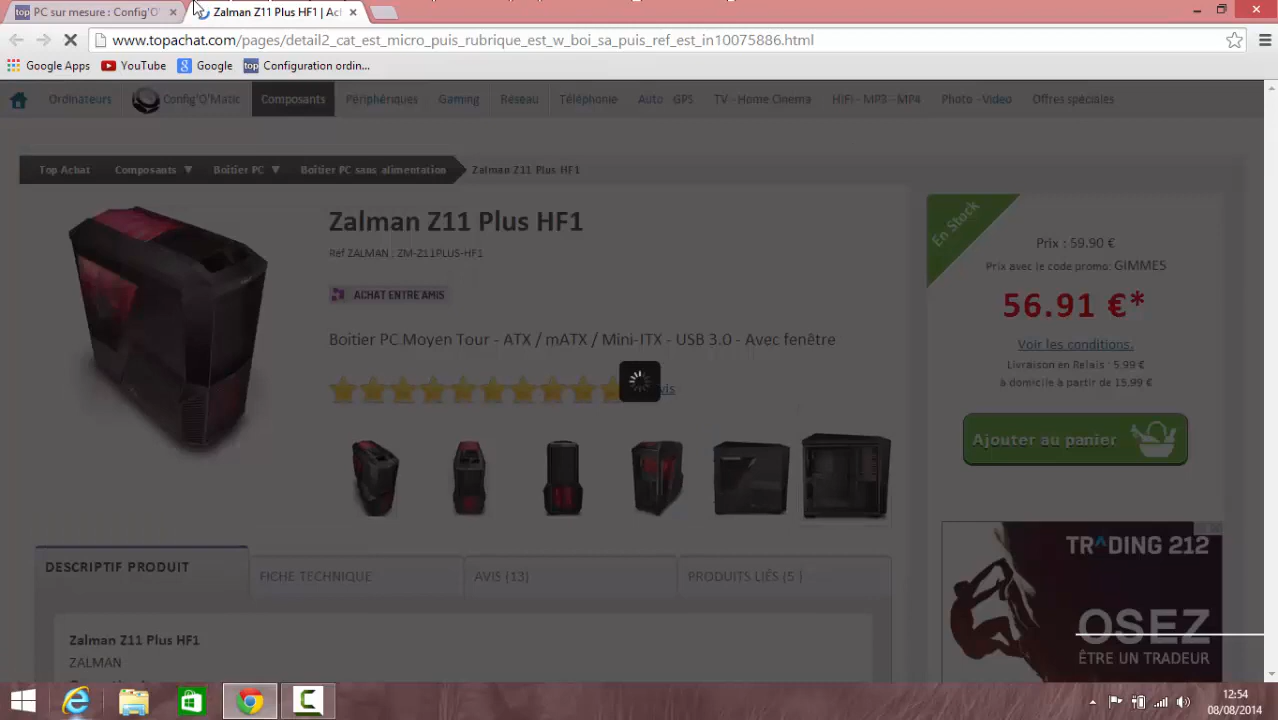 top PC sur mesure : Config'O' ×
Zalman Z11 Plus HF1 | Ac ×
www.topachat.com/pages/detail2_cat_est_micro_puis_rubrique_est_w_boi_sa_puis_ref_est_in10075886.html
Google Apps YouTube Google top Configuration ordin...
Ordinateurs Config'O'Matic Composants Périphériques Gaming Réseau Téléphonie Auto - GPS TV - Home Cinema HiFi - MP3 - MP4 Photo - Video Offres spéciales
Top Achat Composants ▼ Boitier PC ▼ Boitier PC sans alimentation Zalman Z11 Plus HF1
Zalman Z11 Plus HF1
Réf ZALMAN : ZM-Z11PLUS-HF1
ACHAT ENTRE AMIS
Boitier PC Moyen Tour - ATX / mATX / Mini-ITX - USB 3.0 - Avec fenêtre
En Stock
Prix : 59.90 €
Prix avec le code promo: GIMMES
56.91 €*
Voir les conditions.
Livraison en Relais : 5.99 €
à domicile à partir de 15.99 €
Ajouter au panier
DESCRIPTIF PRODUIT FICHE TECHNIQUE AVIS (13) PRODUITS LIÉS (5)
Zalman Z11 Plus HF1
ZALMAN
TRADING 212
OSEZ
ÊTRE UN TRADEUR
12:54
08/08/2014